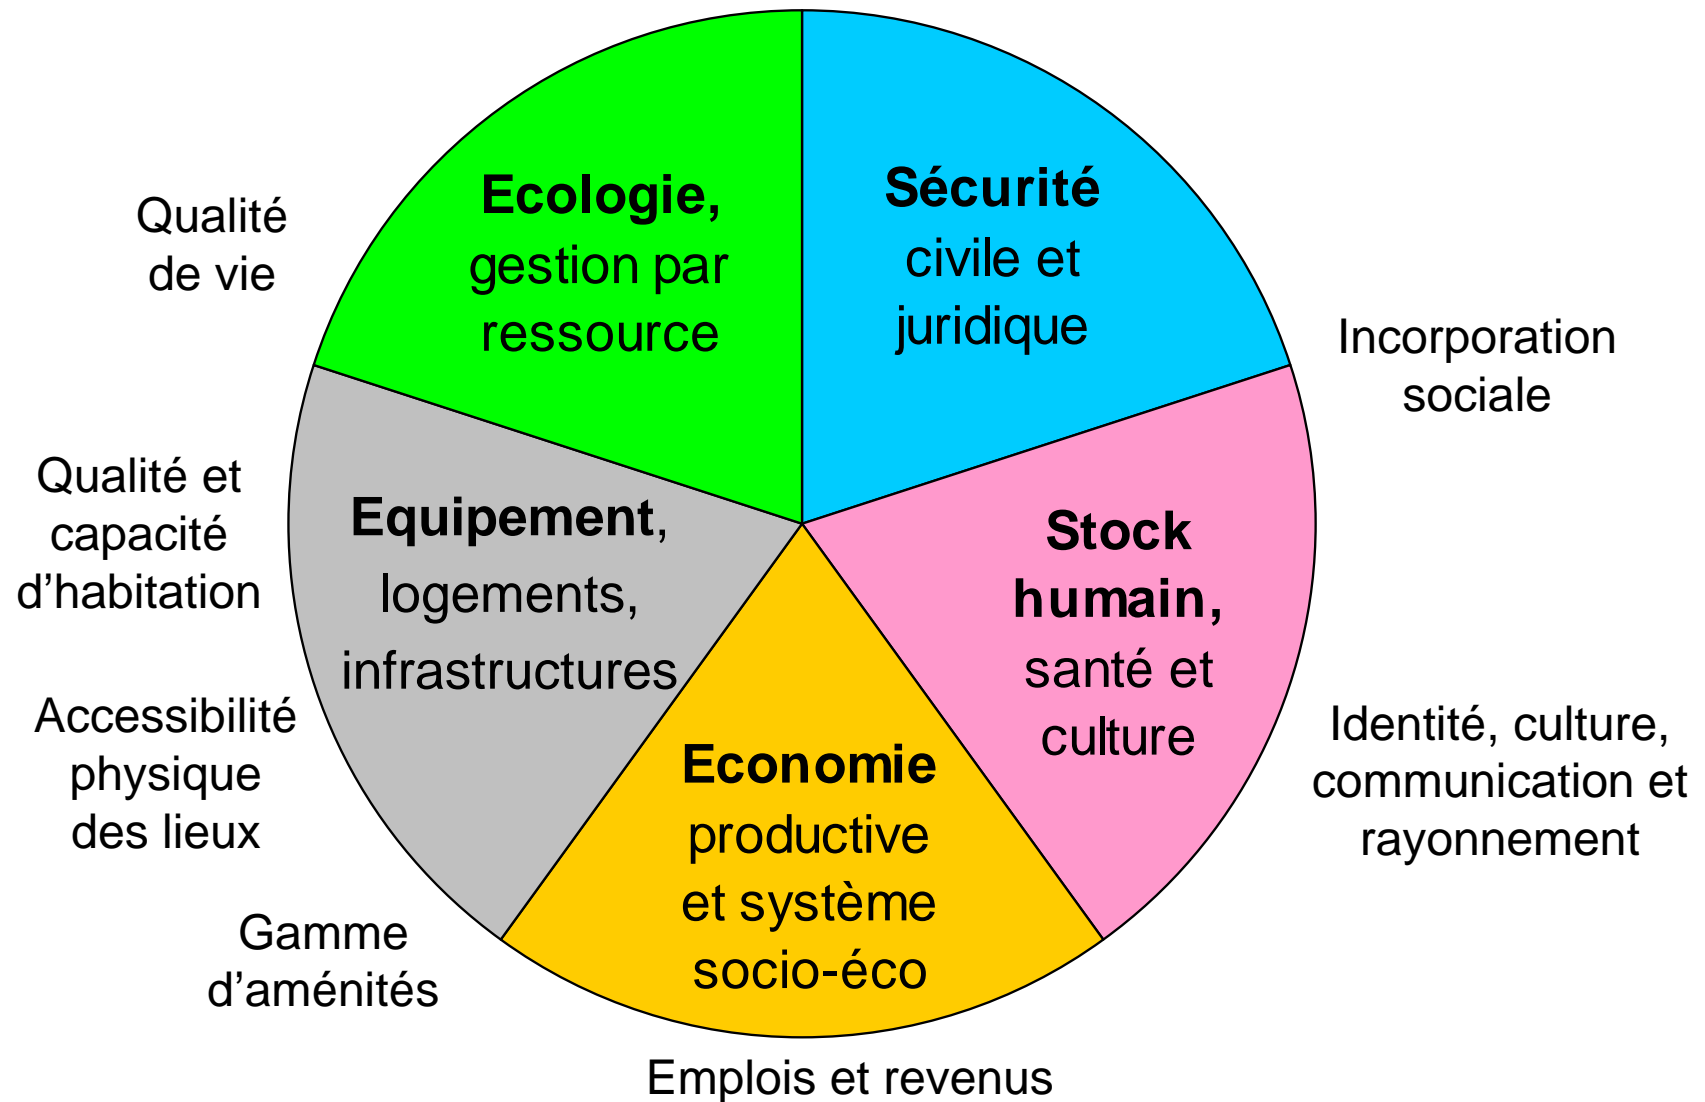 Ecologie,
gestion par
ressource
Sécurité
civile et
juridique
Qualité
de vie
Incorporation
sociale
Qualité et
capacité
d’habitation
Equipement,
logements,
infrastructures
Stock
humain,
santé et
culture
Accessibilité
physique
des lieux
Identité, culture,
communication et
rayonnement
Economie
productive
et système
socio-éco
Gamme
d’aménités
Emplois et revenus